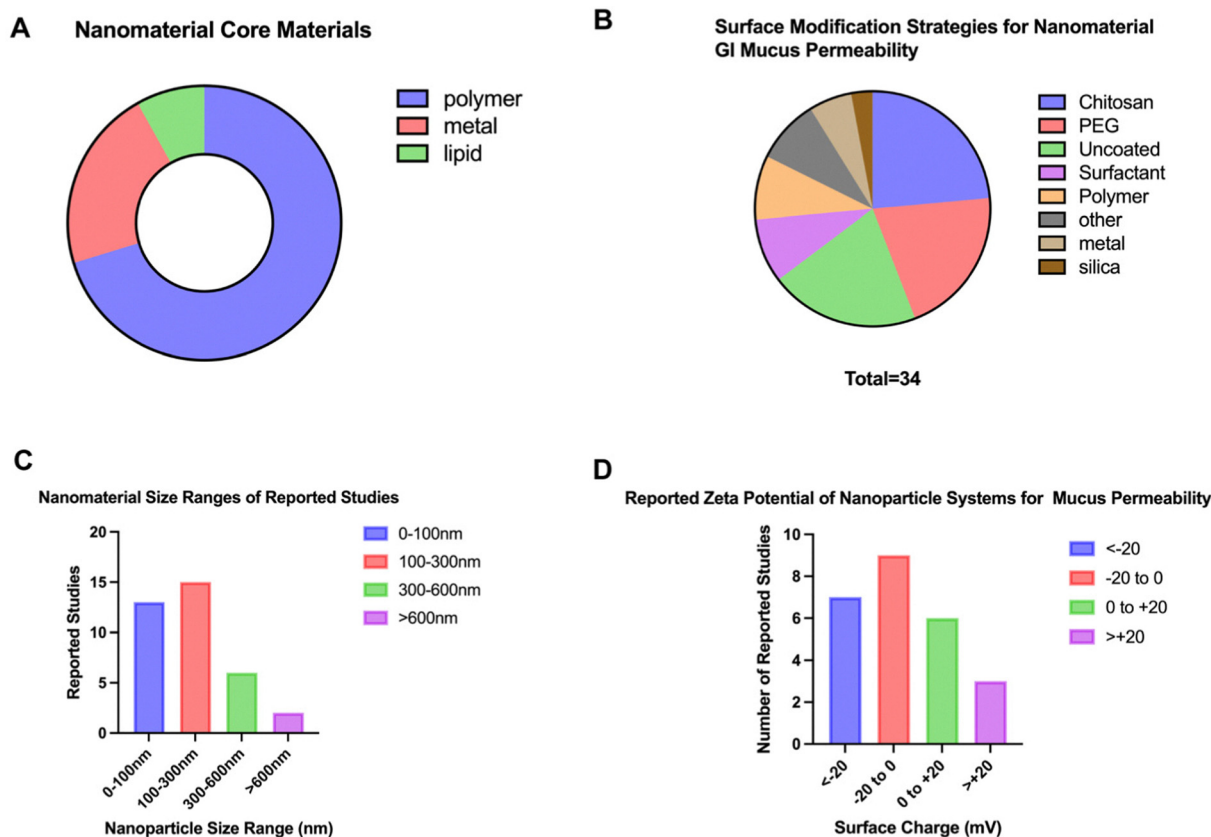 A
Nanomaterial Core Materials
polymer
metal
lipid
B
Surface Modification Strategies for Nanomaterial
GI Mucus Permeability
Chitosan
PEG
Uncoated
Surfactant
Polymer
other
metal
silica
Total=34
C
Nanomaterial Size Ranges of Reported Studies
Reported Studies
20
15
10
5
0
0-100nm
100-300nm
300-600nm
>600nm
Nanoparticle Size Range (nm)
0-100nm
100-300nm
300-600nm
>600nm
D
Reported Zeta Potential of Nanoparticle Systems for Mucus Permeability
Number of Reported Studies
10
8
6
4
2
0
<-20
-20 to 0
0 to +20
>+20
Surface Charge (mV)
<-20
-20 to 0
0 to +20
>+20